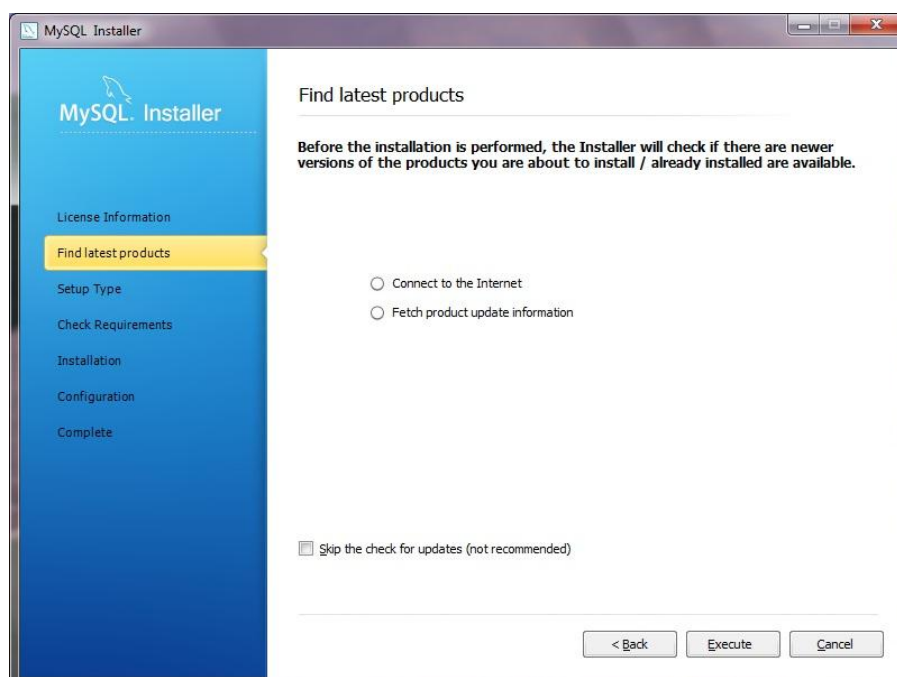 MySQL Installer
MySQL. Installer
License Information
Find latest products
Setup Type
Check Requirements
Installation
Configuration
Complete
Find latest products
Before the installation is performed, the Installer will check if there are newer
versions of the products you are about to install / already installed are available.
Connect to the Internet
Fetch product update information
Skip the check for updates (not recommended)
< Back
Execute
Cancel